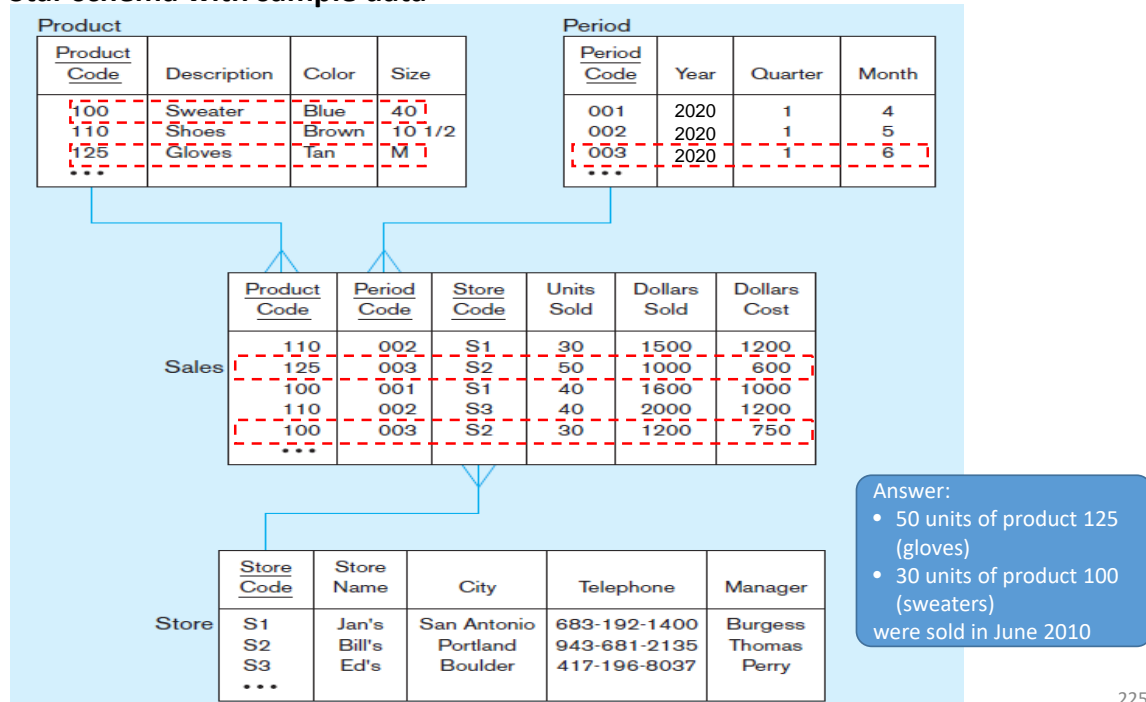 Star schema with sample data
Product
Product Code Description Color Size
100 Sweater Blue 40
110 Shoes Brown 10 1/2
125 Gloves Tan M
•••
Period
Period Code Year Quarter Month
001 2020 1 4
002 2020 1 5
003 2020 1 6
•••
Sales
Product Code Period Code Store Code Units Sold Dollars Sold Dollars Cost
110 002 S1 30 1500 1200
125 003 S2 50 1000 600
100 001 S1 40 1600 1000
110 002 S3 40 2000 1200
100 003 S2 30 1200 750
•••
Store
Store Code Store Name City Telephone Manager
S1 Jan's San Antonio 683-192-1400 Burgess
S2 Bill's Portland 943-681-2135 Thomas
S3 Ed's Boulder 417-196-8037 Perry
•••
Answer:
• 50 units of product 125
(gloves)
• 30 units of product 100
(sweaters)
were sold in June 2010
225